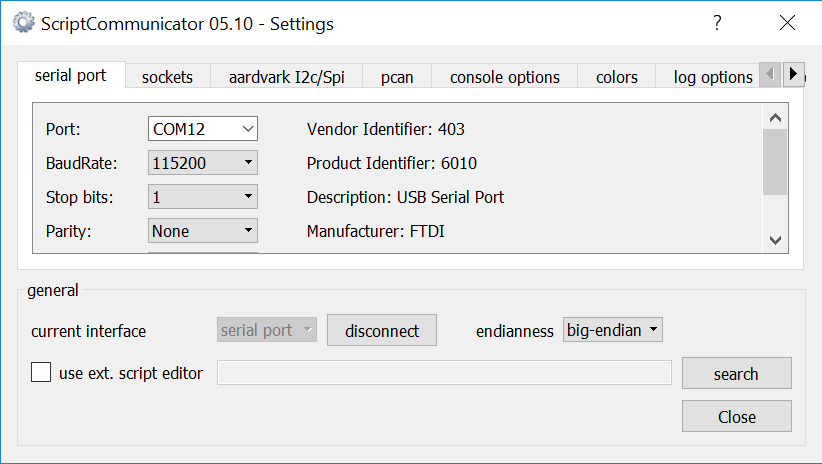 ScriptCommunicator 05.10 - Settings
serial port sockets aardvark I2c/Spi pcan console options colors log options
Port: COM12 Vendor Identifier: 403
BaudRate: 115200 Product Identifier: 6010
Stop bits: 1 Description: USB Serial Port
Parity: None Manufacturer: FTDI
general
current interface serial port disconnect endianness big-endian
use ext. script editor search
Close